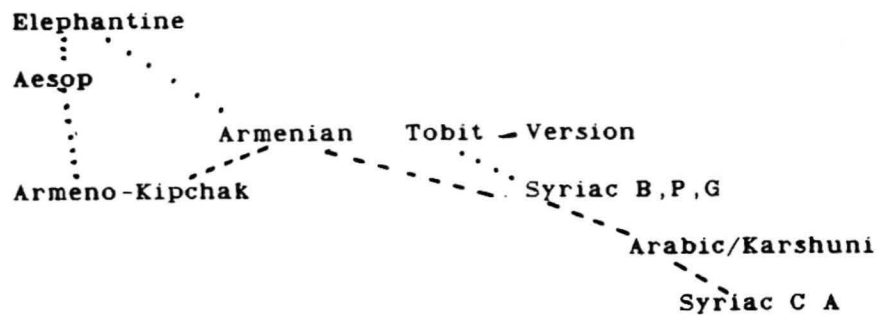 Elephantine
Aesop
Armenian Tobit - Version
Armeno-Kipchak Syriac B,P,G
Arabic/Karshuni
Syriac C A